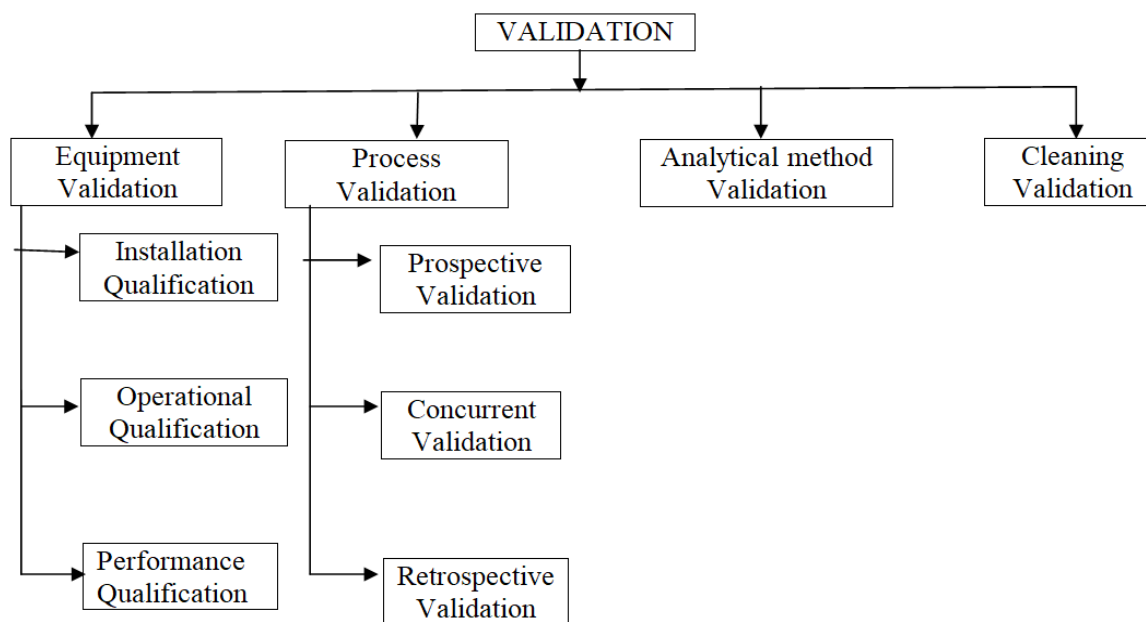 VALIDATION
Equipment
Validation
Process
Validation
Analytical method
Validation
Cleaning
Validation
Installation
Qualification
Prospective
Validation
Operational
Qualification
Concurrent
Validation
Performance
Qualification
Retrospective
Validation